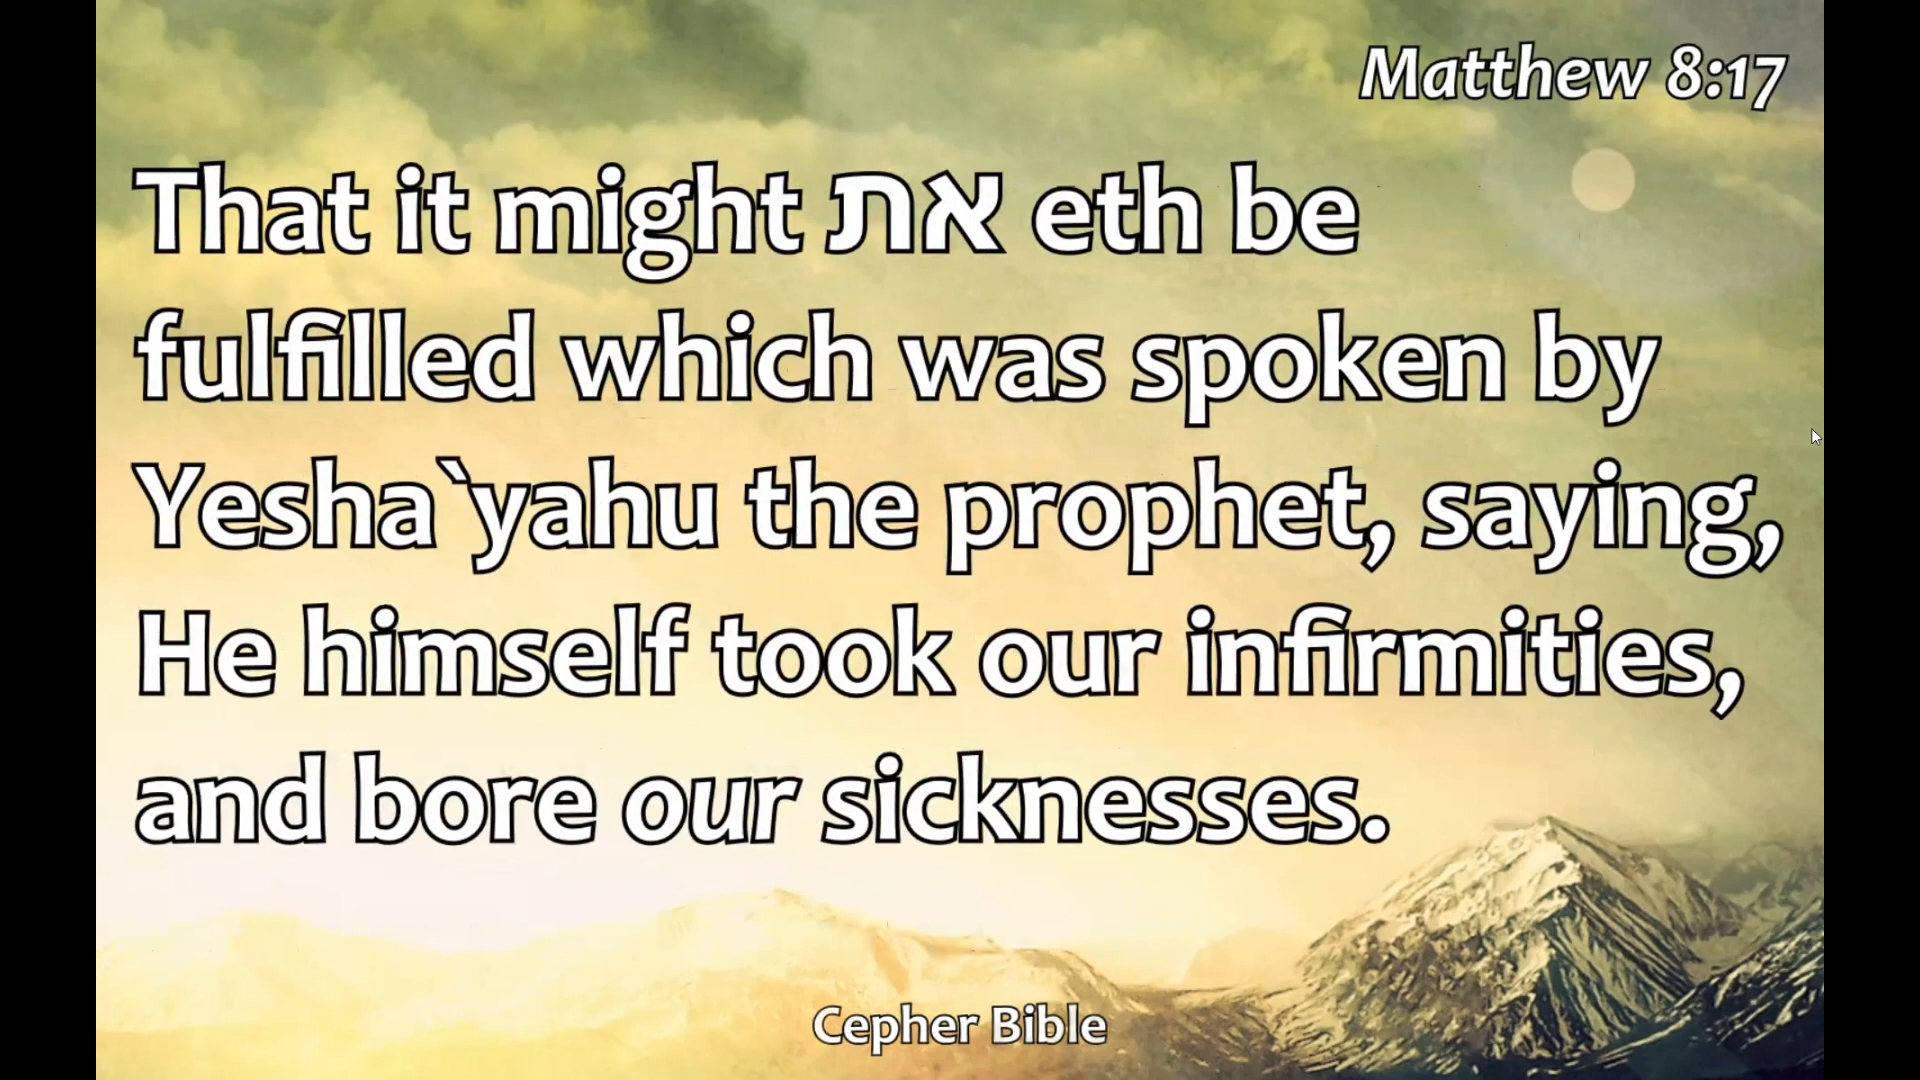 Matthew 8:17
That it might את eth be
fulfilled which was spoken by
Yesha`yahu the prophet, saying,
He himself took our infirmities,
and bore our sicknesses.
Cepher Bible